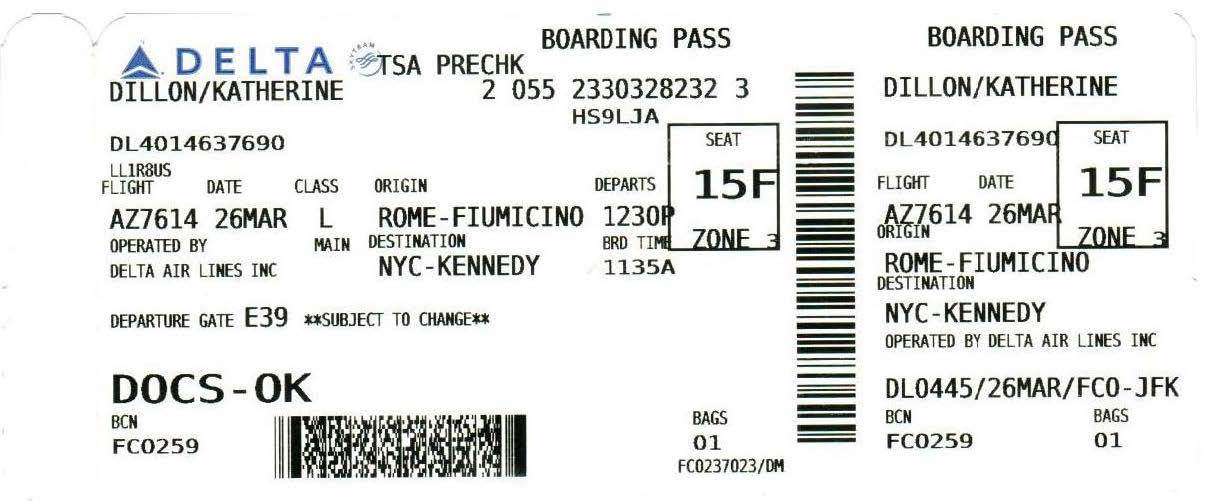 BOARDING PASS
DELTA SKYTEAM TSA PRECHK
DILLON/KATHERINE 2 055 2330328232 3
HS9LJA
DL4014637690 SEAT
LL1R8US 15F
FLIGHT DATE CLASS ORIGIN DEPARTS
AZ7614 26MAR L ROME-FIUMICINO 1230P
OPERATED BY MAIN DESTINATION BRD TIME ZONE 3
DELTA AIR LINES INC NYC-KENNEDY 1135A
DEPARTURE GATE E39 **SUBJECT TO CHANGE**
DOCS-OK
BCN BAGS
FC0259 01
FC0237023/DM
BOARDING PASS
DILLON/KATHERINE
DL4014637690 SEAT
FLIGHT DATE 15F
AZ7614 26MAR
ORIGIN ZONE 3
ROME-FIUMICINO
DESTINATION
NYC-KENNEDY
OPERATED BY DELTA AIR LINES INC
DL0445/26MAR/FCO-JFK
BCN BAGS
FC0259 01